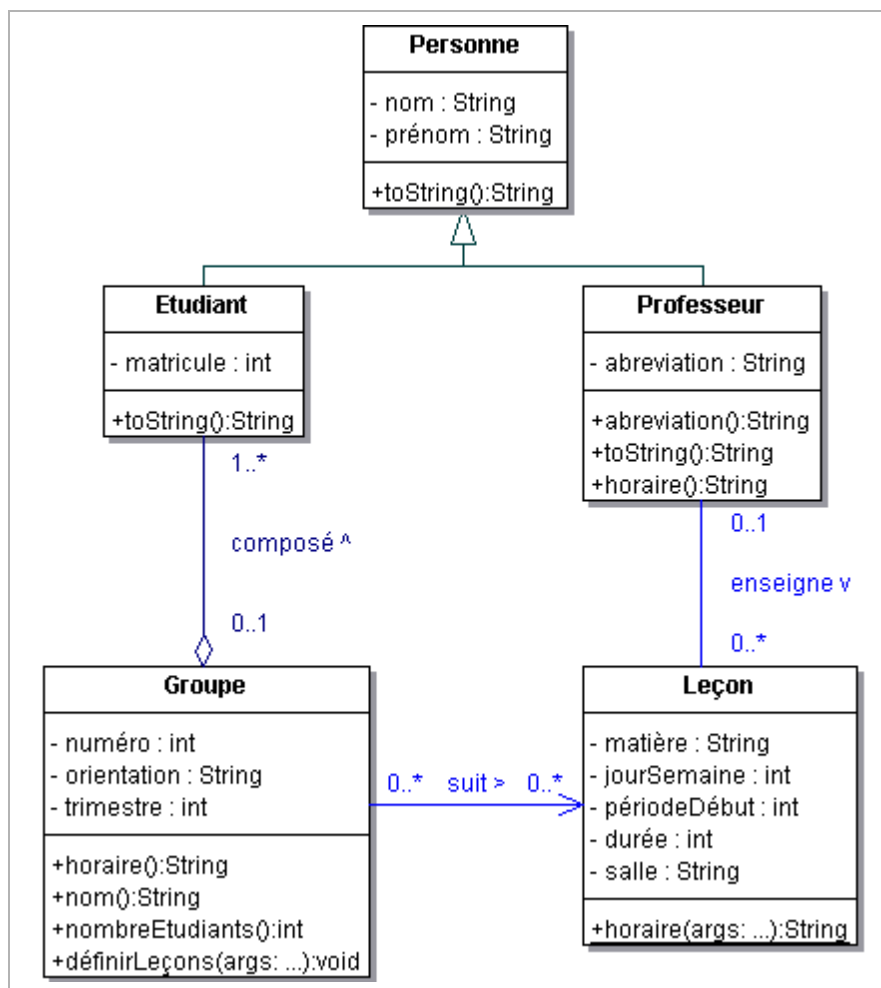 Personne
- nom : String
- prénom : String
+toString():String
Etudiant
- matricule : int
+toString():String
Professeur
- abreviation : String
+abreviation():String
+toString():String
+horaire():String
1..*
composé ^
0..1
0..1
enseigne v
0..*
Groupe
- numéro : int
- orientation : String
- trimestre : int
+horaire():String
+nom():String
+nombreEtudiants():int
+définirLeçons(args: ...):void
0..* suit > 0..*
Leçon
- matière : String
- jourSemaine : int
- périodeDébut : int
- durée : int
- salle : String
+horaire(args: ...):String